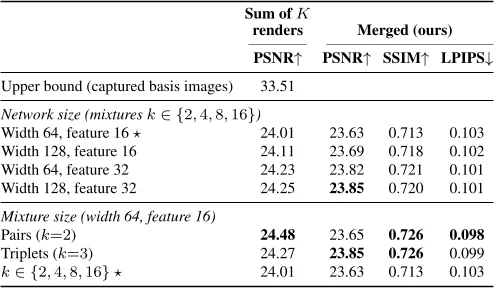 Sum of K renders Merged (ours)
PSNR↑ PSNR↑ SSIM↑ LPIPS↓
Upper bound (captured basis images) 33.51
Network size (mixtures k ∈ {2, 4, 8, 16})
Width 64, feature 16 ⋆ 24.01 23.63 0.713 0.103
Width 128, feature 16 24.11 23.69 0.718 0.102
Width 64, feature 32 24.23 23.82 0.721 0.101
Width 128, feature 32 24.25 23.85 0.720 0.101
Mixture size (width 64, feature 16)
Pairs (k=2) 24.48 23.65 0.726 0.098
Triplets (k=3) 24.27 23.85 0.726 0.099
k ∈ {2, 4, 8, 16} ⋆ 24.01 23.63 0.713 0.103